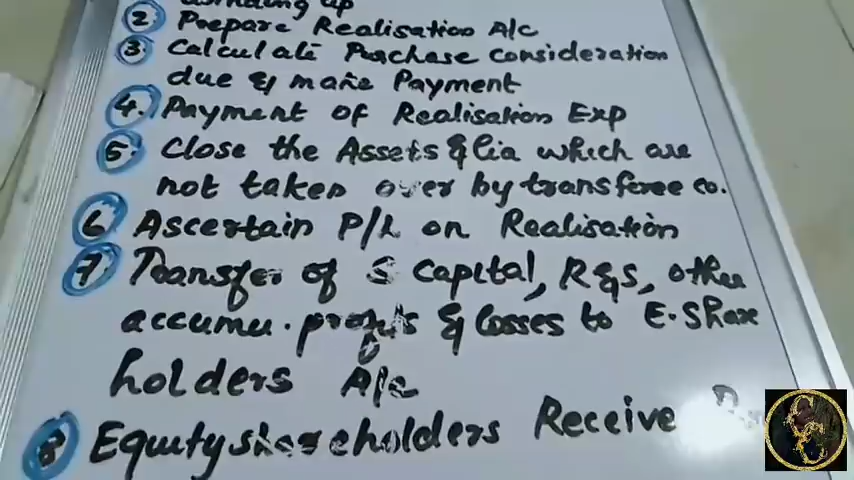 winding up
2. Prepare Realisation A/c
3. Calculate Purchase consideration
due & make Payment
4. Payment of Realisation Exp
5. Close the Assets & Lia which are
not taken over by transferee co.
6 Ascertain P/L on Realisation
7. Transfer of S capital, R&S, other
accumu. profits & losses to E. Share
holders A/c
8 Equity shareholders Receive